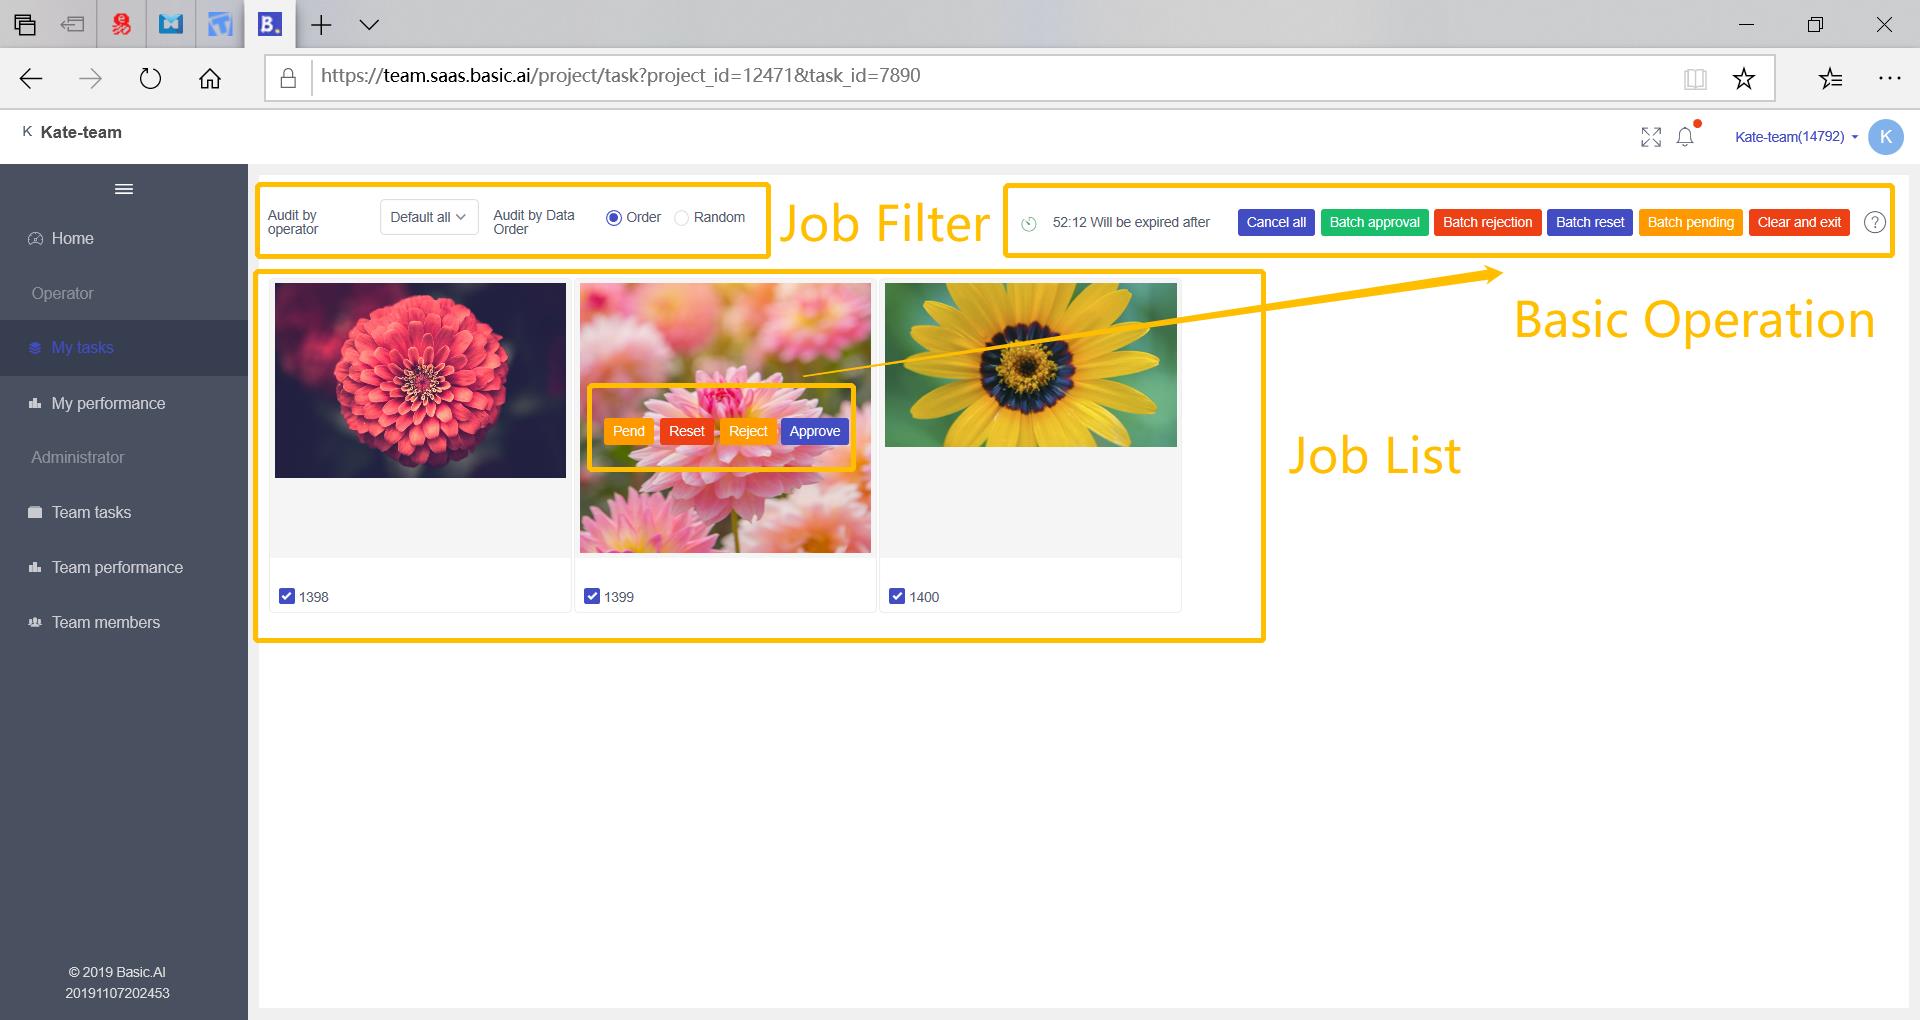 B.
https://team.saas.basic.ai/project/task?project_id=12471&task_id=7890
K Kate-team
Kate-team(14792)
K
Home
Operator
My tasks
My performance
Administrator
Team tasks
Team performance
Team members
© 2019 Basic.AI
20191107202453
Audit by
operator
Default all
Audit by Data
Order
Order
Random
Job Filter
52:12 Will be expired after
Cancel all
Batch approval
Batch rejection
Batch reset
Batch pending
Clear and exit
?
Basic Operation
Pend
Reset
Reject
Approve
Job List
1398
1399
1400